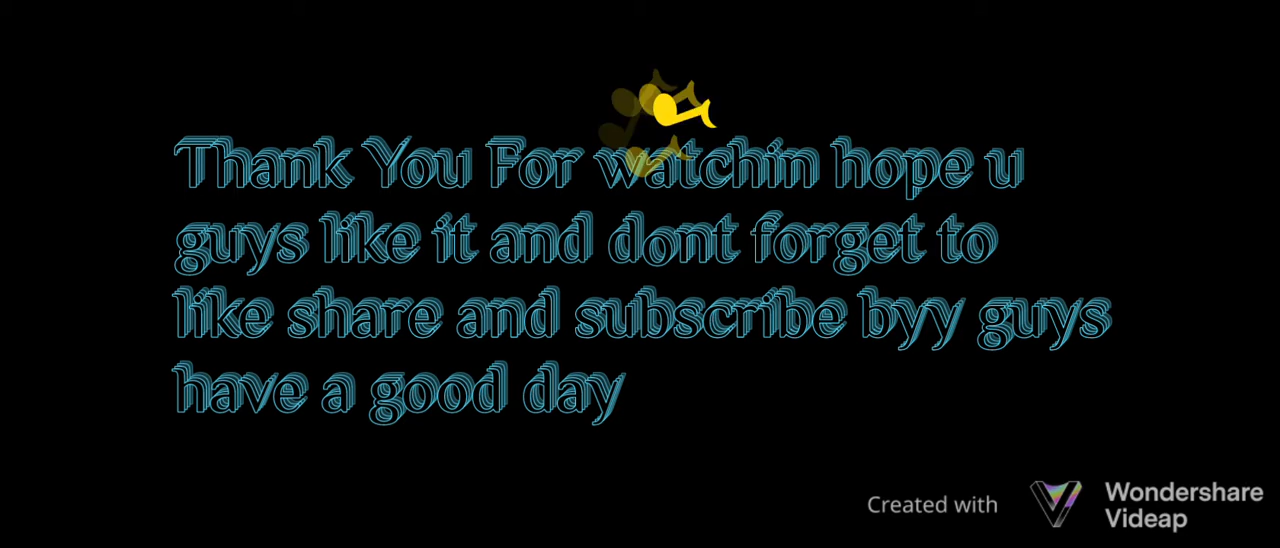 Thank You For watchin hope u
guys like it and dont forget to
like share and subscribe byy guys
have a good day
Created with
Wondershare
Videap